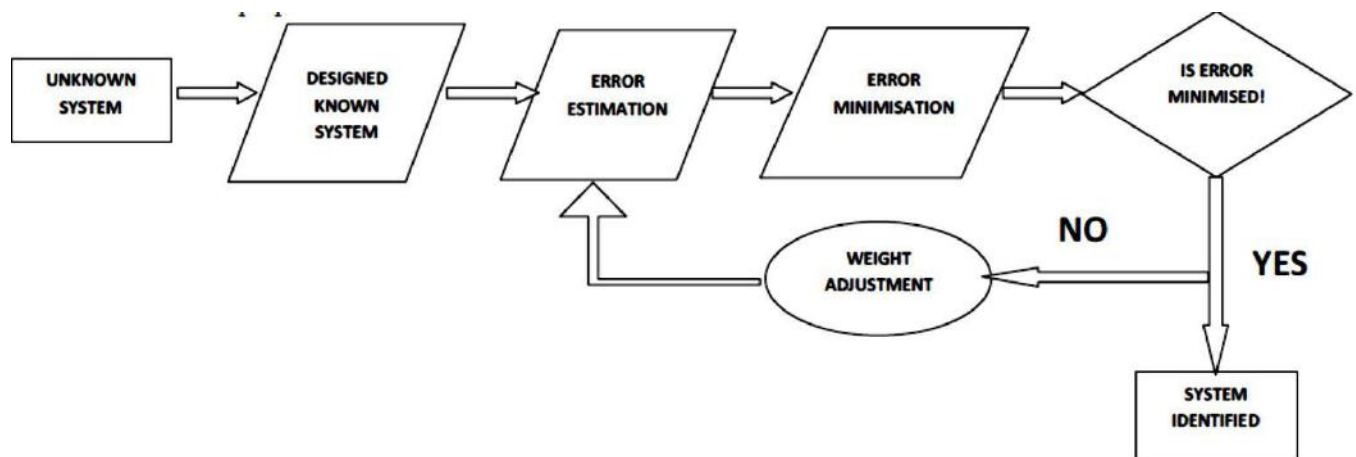 UNKNOWN
SYSTEM
DESIGNED
KNOWN
SYSTEM
ERROR
ESTIMATION
ERROR
MINIMISATION
IS ERROR
MINIMISED!
NO
YES
WEIGHT
ADJUSTMENT
SYSTEM
IDENTIFIED